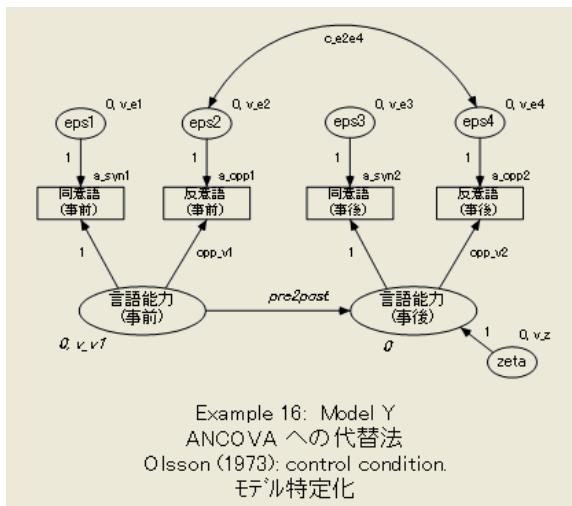 c_e2e4
0, v_e1
0, v_e2
0, v_e3
0, v_e4
eps1
eps2
eps3
eps4
1
1
1
1
a_syn1
a_opp1
a_syn2
a_opp2
同意語
(事前)
反意語
(事前)
同意語
(事後)
反意語
(事後)
1
opp_v1
1
opp_v2
言語能力
(事前)
pre2post
言語能力
(事後)
0, v_v1
0
1
0, v_z
zeta
Example 16: Model Y
ANCOVA への代替法
Olsson (1973): control condition.
モデル特定化